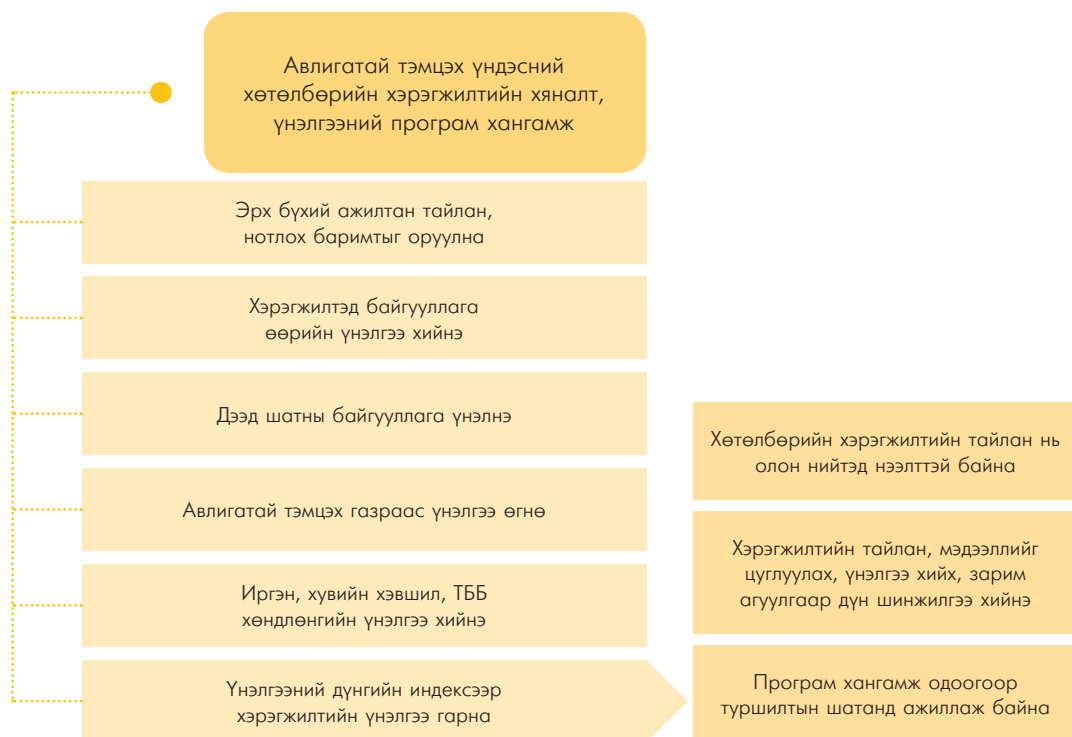 Авлигатай тэмцэх үндэсний
хөтөлбөрийн хэрэгжилтийн хяналт,
үнэлгээний програм хангамж
Эрх бүхий ажилтан тайлан,
нотлох баримтыг оруулна
Хэрэгжилтэд байгууллага
өөрийн үнэлгээ хийнэ
Дээд шатны байгууллага үнэлнэ
Авлигатай тэмцэх газраас үнэлгээ өгнө
Иргэн, хувийн хэвшил, ТББ
хөндлөнгийн үнэлгээ хийнэ
Үнэлгээний дүнгийн индексээр
хэрэгжилтийн үнэлгээ гарна
Хөтөлбөрийн хэрэгжилтийн тайлан нь
олон нийтэд нээлттэй байна
Хэрэгжилтийн тайлан, мэдээллийг
цуглуулах, үнэлгээ хийх, зарим
агуулгаар дүн шинжилгээ хийнэ
Програм хангамж одоогоор
туршилтын шатанд ажиллаж байна